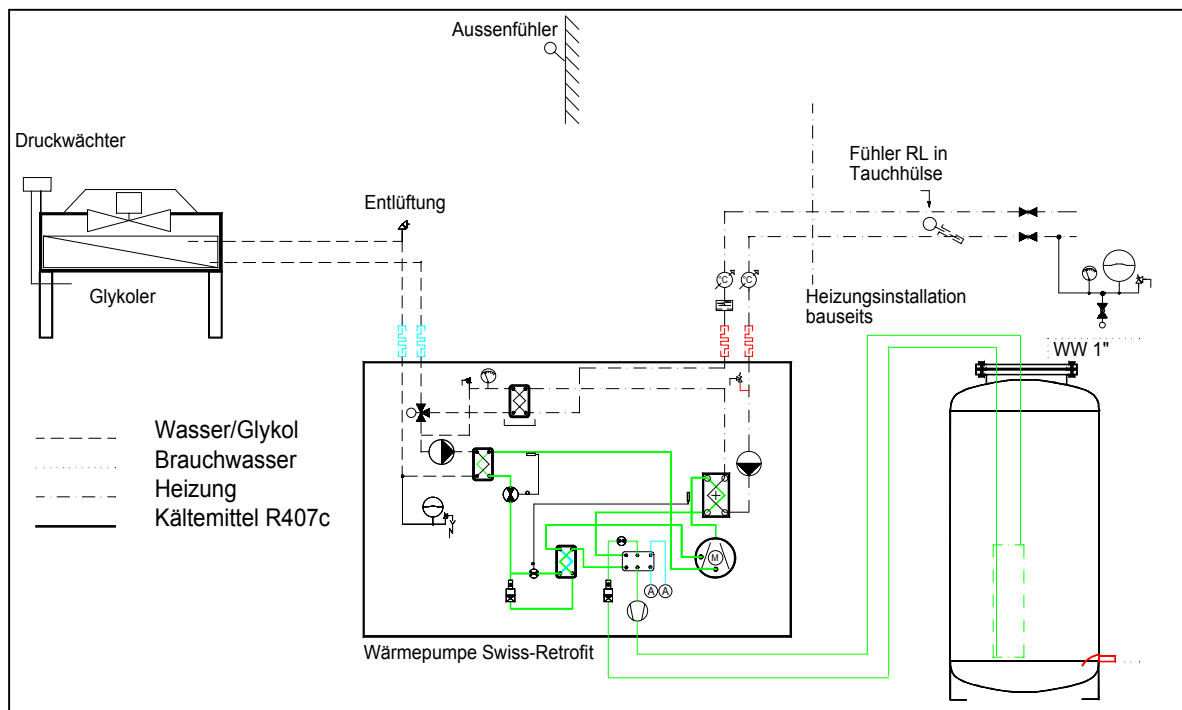 Aussenfühler
Druckwächter
Fühler RL in
Tauchhülse
Entlüftung
Glykoler
°C
°C
Heizungsinstallation
bauseits
WW 1"
Wasser/Glykol
Brauchwasser
Heizung
Kältemittel R407c
M
A
A
Wärmepumpe Swiss-Retrofit